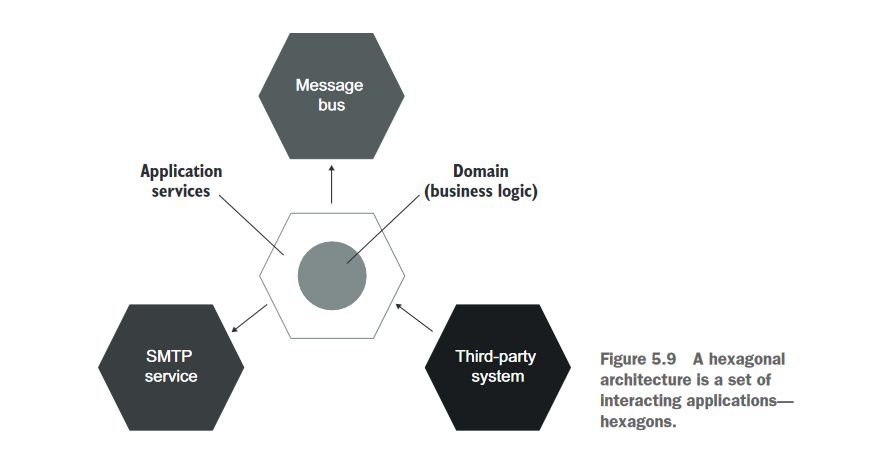 Message
bus
Application
services
Domain
(business logic)
SMTP
service
Third-party
system
Figure 5.9 A hexagonal
architecture is a set of
interacting applications—
hexagons.